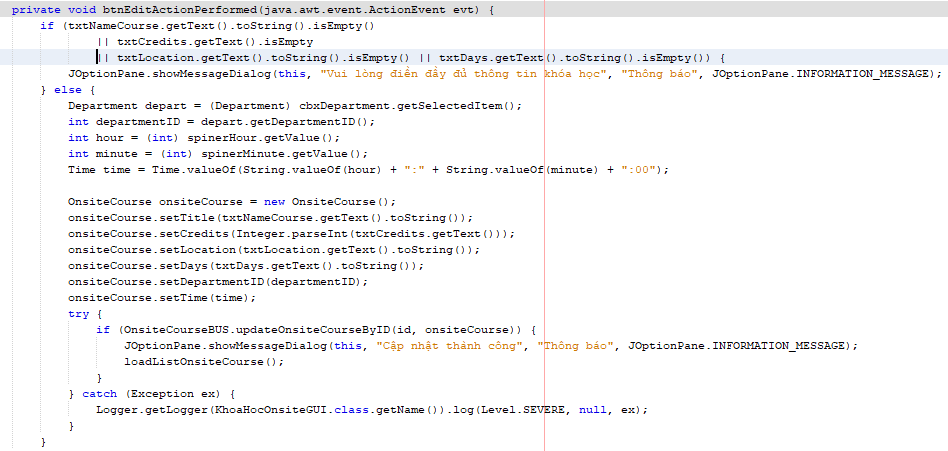 private void btnEditActionPerformed(java.awt.event.ActionEvent evt) {
if (txtNameCourse.getText().toString().isEmpty()
|| txtCredits.getText().isEmpty
|| txtLocation.getText().toString().isEmpty() || txtDays.getText().toString().isEmpty()) {
JOptionPane.showMessageDialog(this, "Vui lòng điền đầy đủ thông tin khóa học", "Thông báo", JOptionPane.INFORMATION_MESSAGE);
} else {
Department depart = (Department) cbxDepartment.getSelectedItem();
int departmentID = depart.getDepartmentID();
int hour = (int) spinerHour.getValue();
int minute = (int) spinerMinute.getValue();
Time time = Time.valueOf(String.valueOf(hour) + ":" + String.valueOf(minute) + ":00");
OnsiteCourse onsiteCourse = new OnsiteCourse();
onsiteCourse.setTitle(txtNameCourse.getText().toString());
onsiteCourse.setCredits(Integer.parseInt(txtCredits.getText()));
onsiteCourse.setLocation(txtLocation.getText().toString());
onsiteCourse.setDays(txtDays.getText().toString());
onsiteCourse.setDepartmentID(departmentID);
onsiteCourse.setTime(time);
try {
if (OnsiteCourseBUS.updateOnsiteCourseByID(id, onsiteCourse)) {
JOptionPane.showMessageDialog(this, "Cập nhật thành công", "Thông báo", JOptionPane.INFORMATION_MESSAGE);
loadListOnsiteCourse();
}
} catch (Exception ex) {
Logger.getLogger(KhoaHocOnsiteGUI.class.getName()).log(Level.SEVERE, null, ex);
}
}